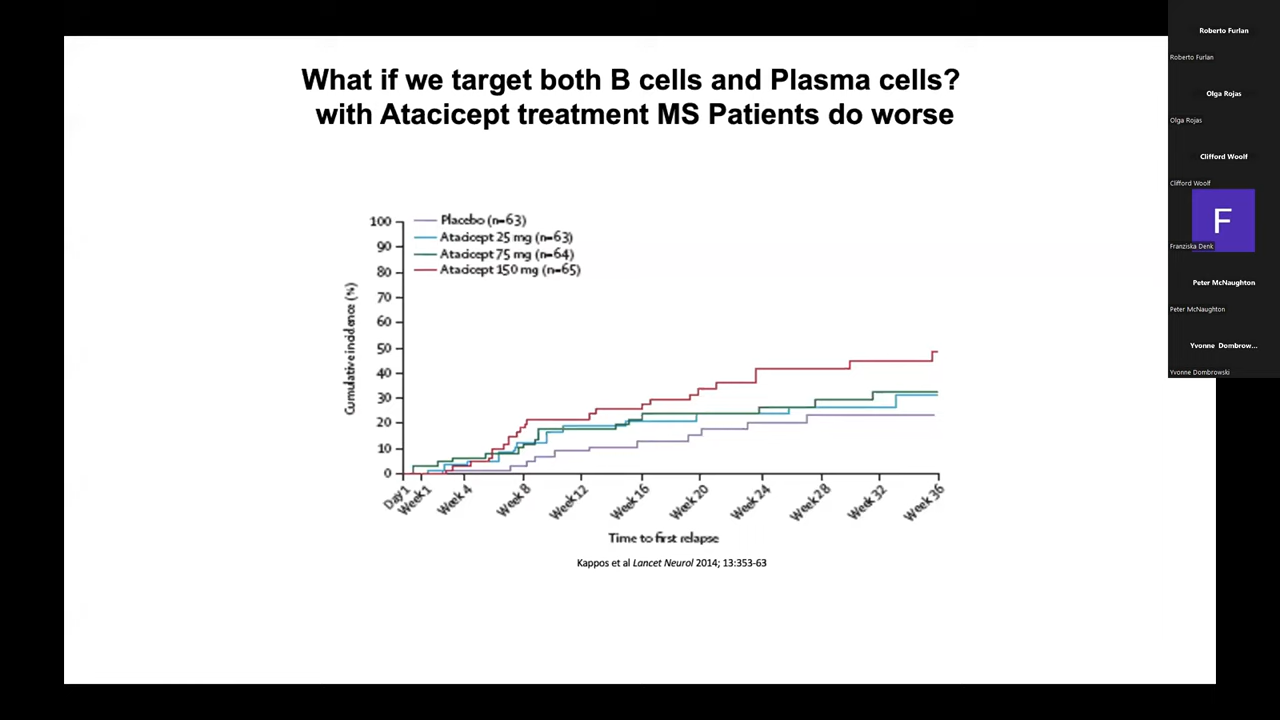 What if we target both B cells and Plasma cells?
with Atacicept treatment MS Patients do worse
Placebo (n=63)
Atacicept 25 mg (n=63)
Atacicept 75 mg (n=64)
Atacicept 150 mg (n=65)
Cumulative incidence (%)
100
90
80
70
60
50
40
30
20
10
0
Day 1
Week 1
Week 4
Week 8
Week 12
Week 16
Week 20
Week 24
Week 28
Week 32
Week 36
Time to first relapse
Kappos et al Lancet Neurol 2014; 13:353-63
Roberto Furlan
Roberto Furlan
Olga Rojas
Olga Rojas
Clifford Woolf
Clifford Woolf
F
Franziska Denk
Peter McNaughton
Peter McNaughton
Yvonne Dombrow...
Yvonne Dombrowski